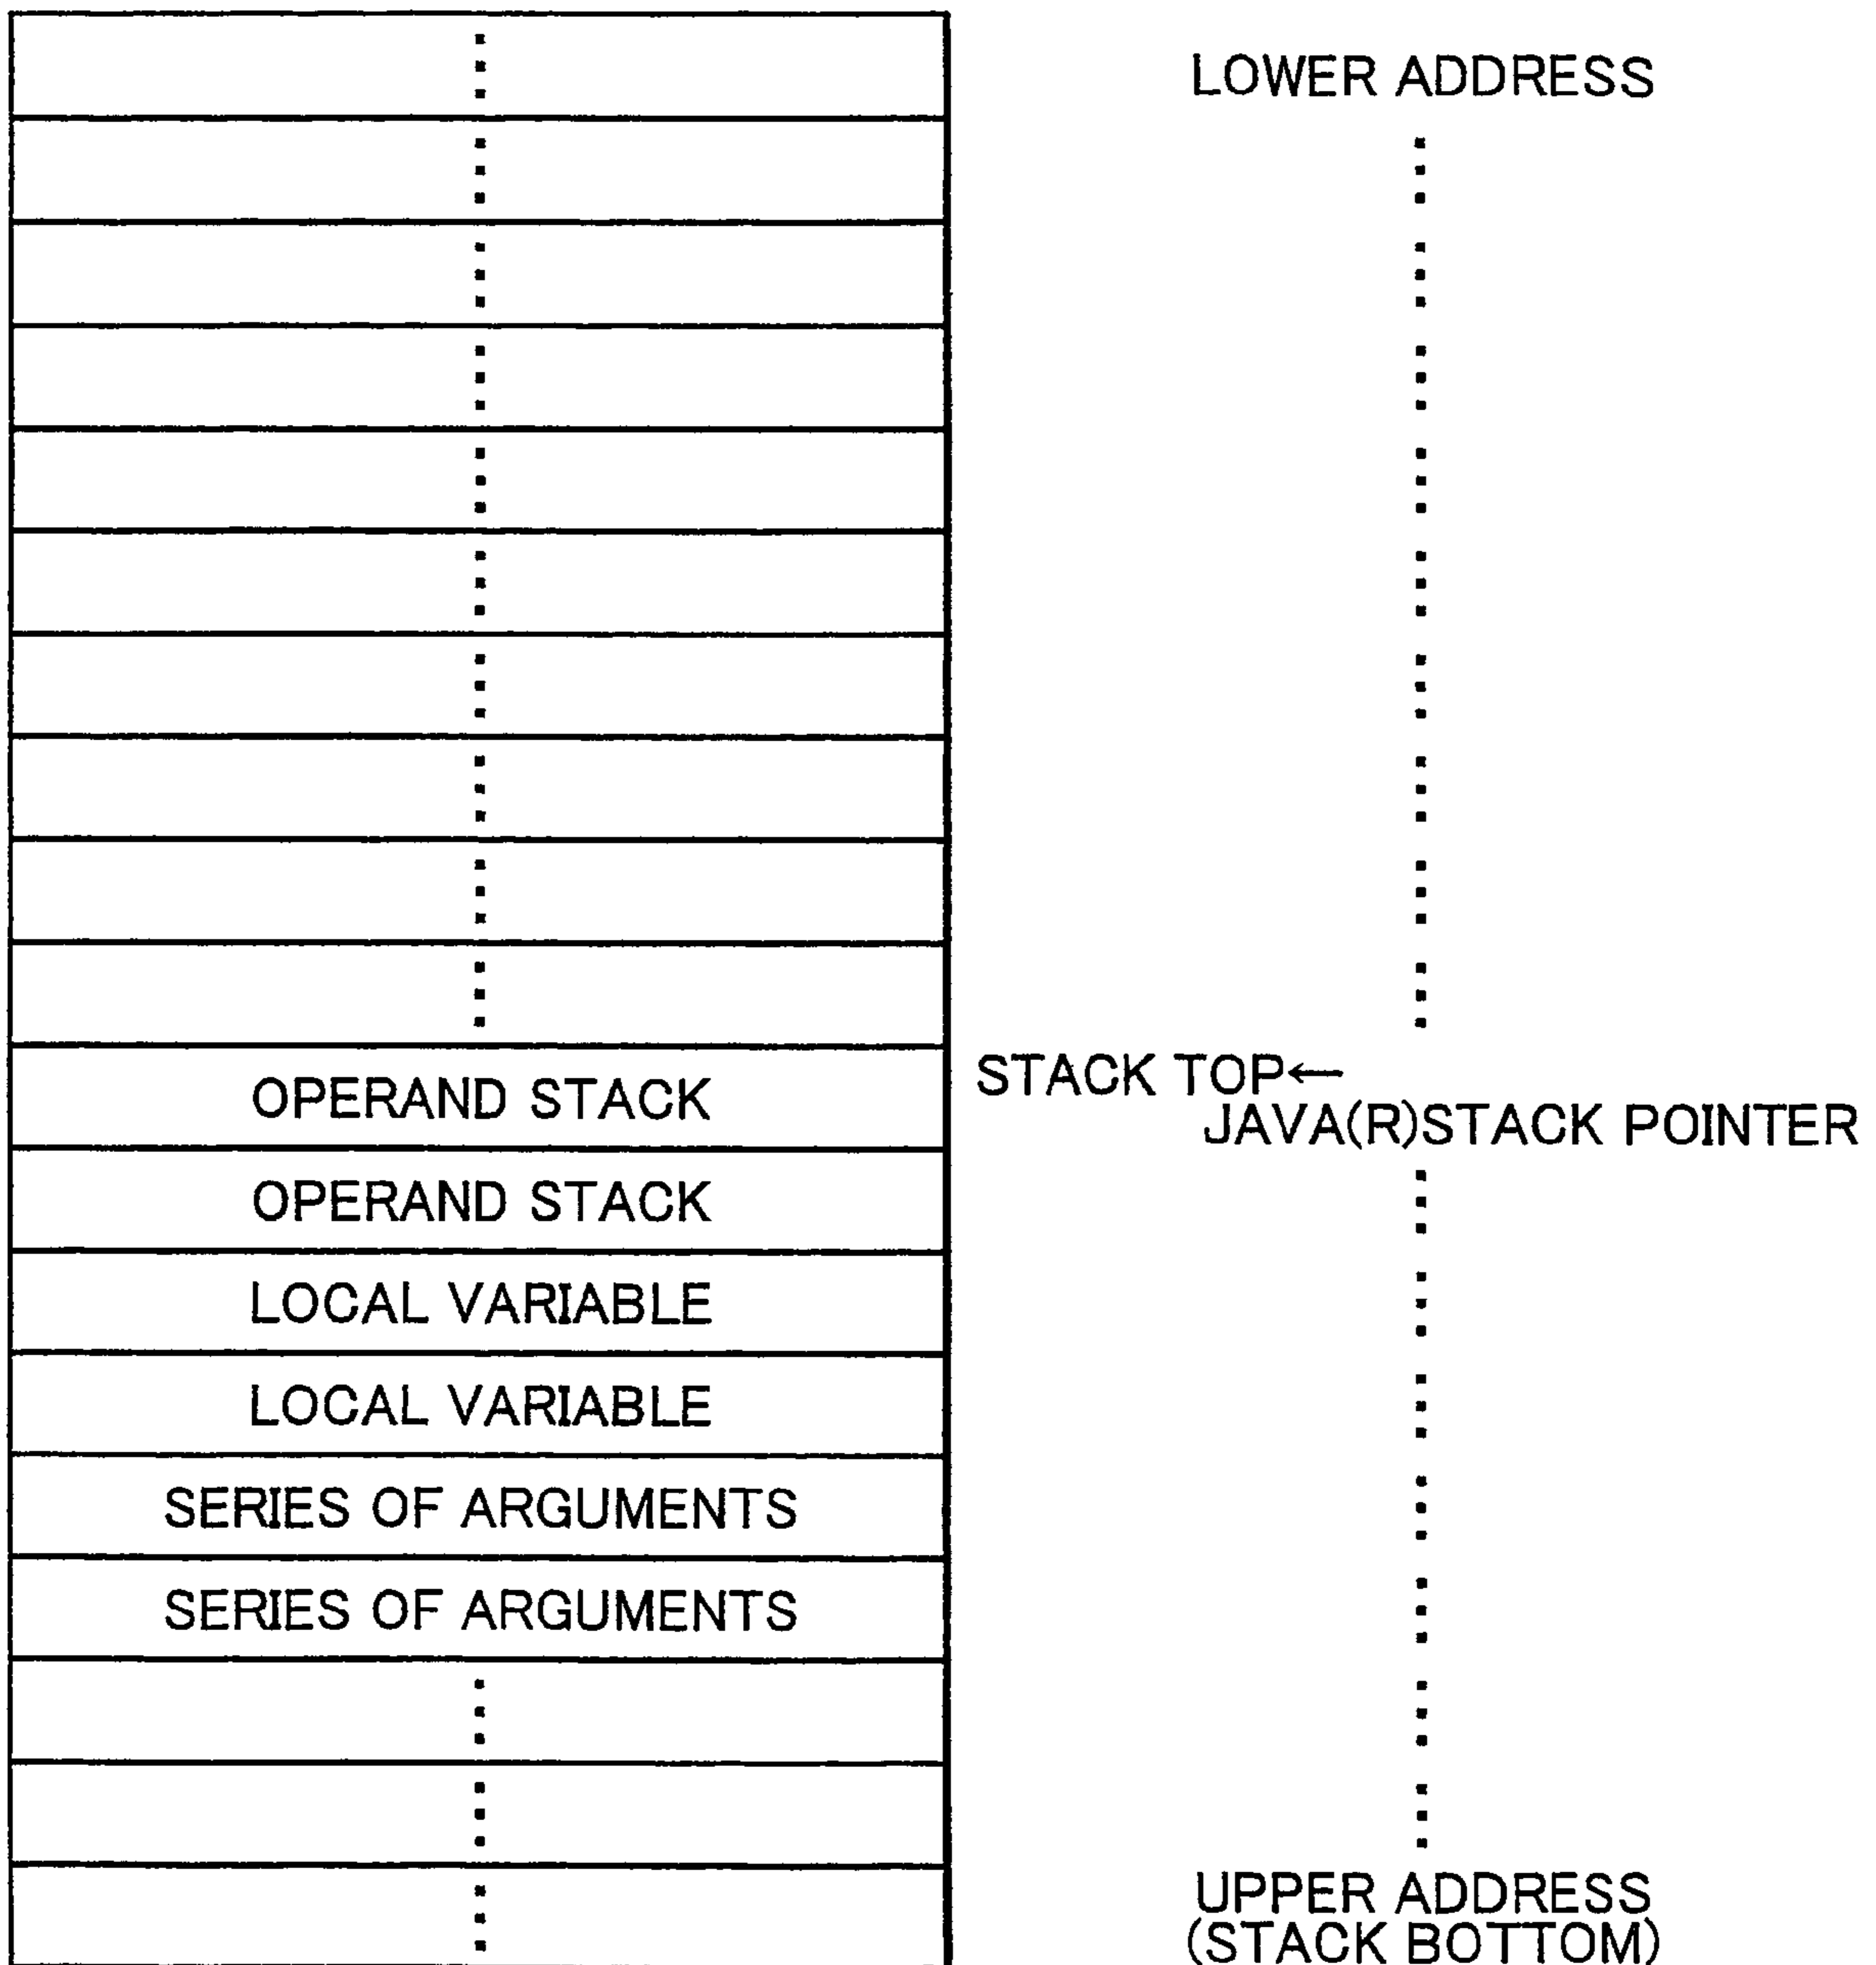 LOWER ADDRESS
OPERAND STACK
STACK TOP←
JAVA(R)STACK POINTER
OPERAND STACK
LOCAL VARIABLE
LOCAL VARIABLE
SERIES OF ARGUMENTS
SERIES OF ARGUMENTS
UPPER ADDRESS
(STACK BOTTOM)